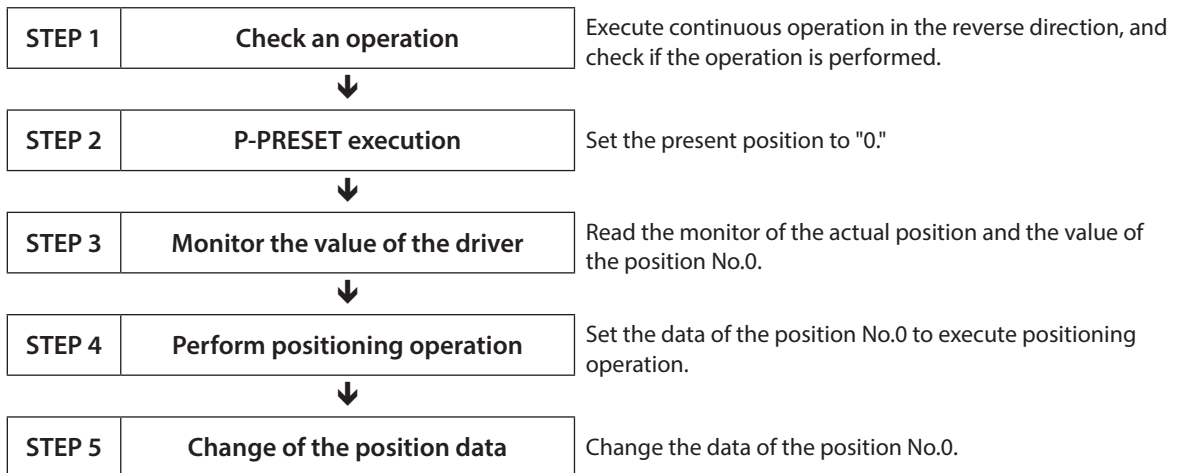 STEP 1 Check an operation Execute continuous operation in the reverse direction, and
check if the operation is performed.
STEP 2 P-PRESET execution Set the present position to "0."
STEP 3 Monitor the value of the driver Read the monitor of the actual position and the value of
the position No.0.
STEP 4 Perform positioning operation Set the data of the position No.0 to execute positioning
operation.
STEP 5 Change of the position data Change the data of the position No.0.